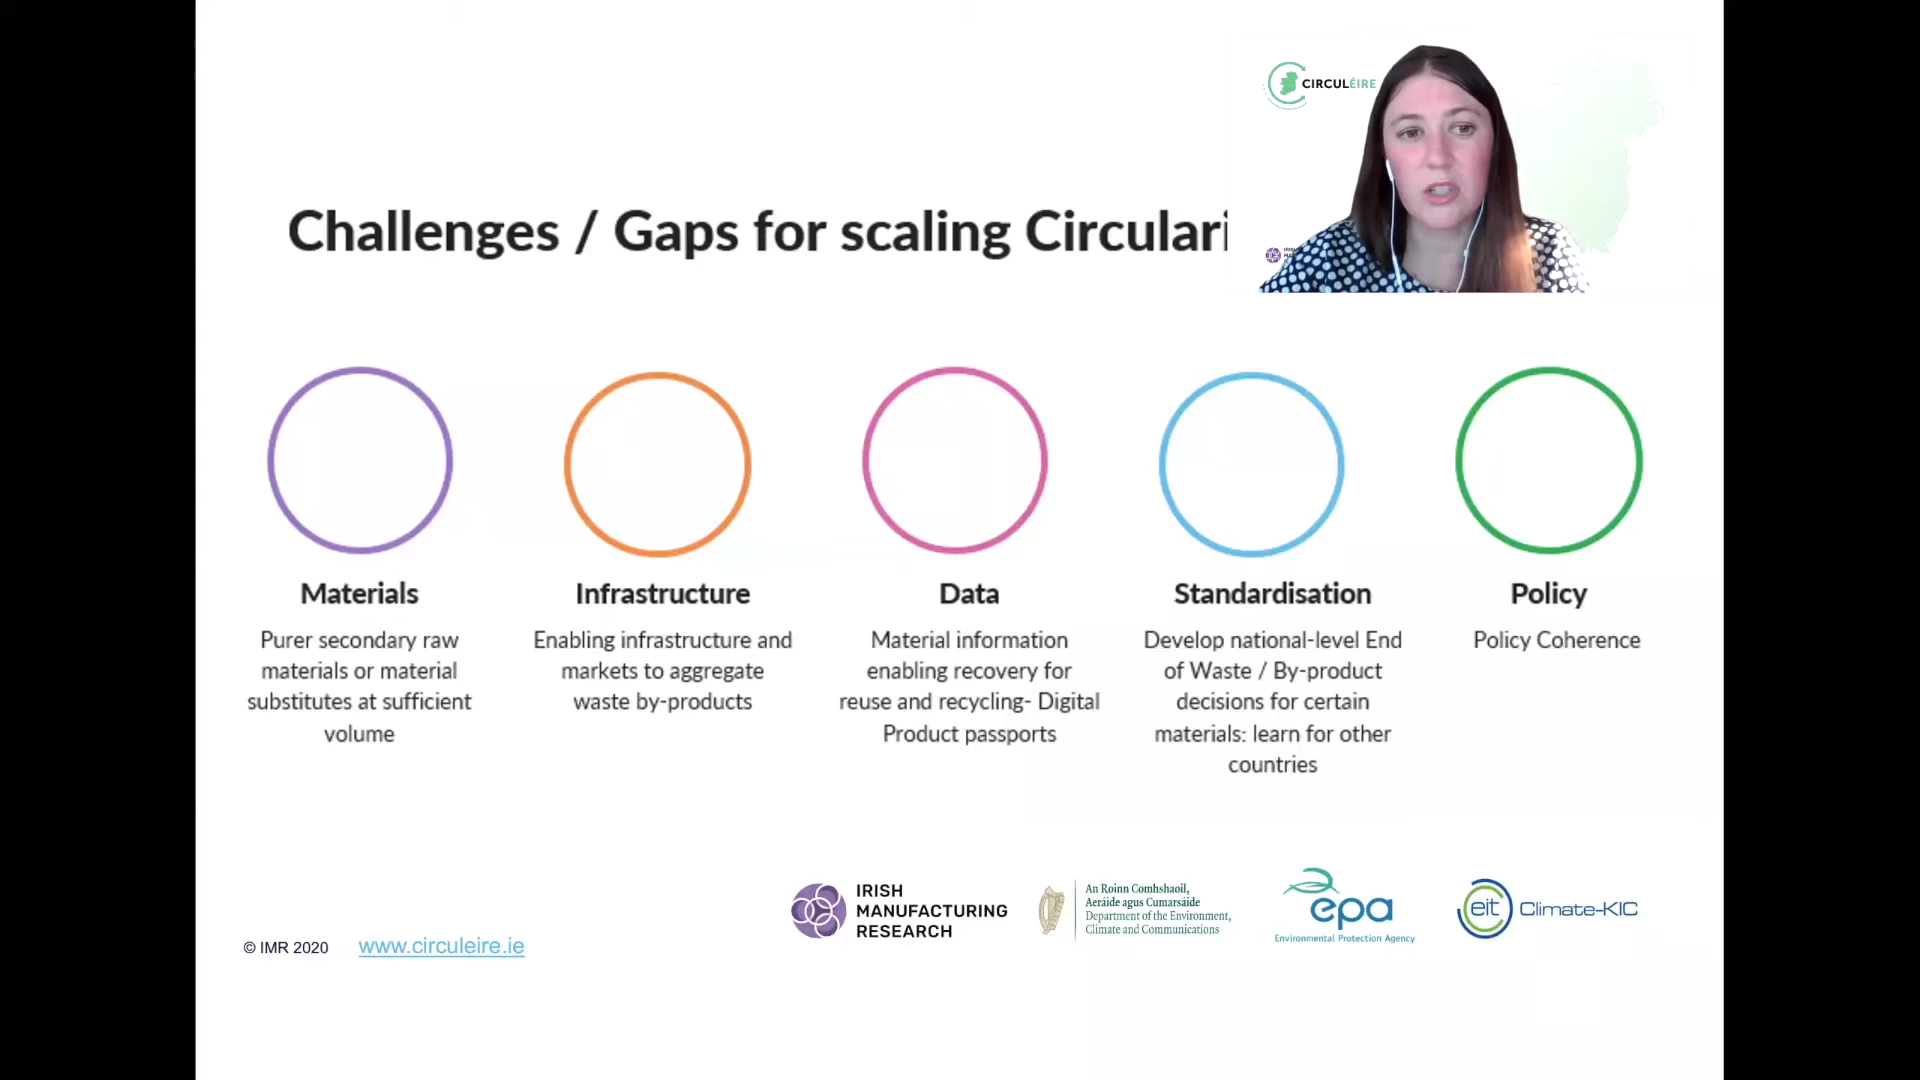 CIRCULÉIRE
Challenges / Gaps for scaling Circulari
Materials
Purer secondary raw
materials or material
substitutes at sufficient
volume
Infrastructure
Enabling infrastructure and
markets to aggregate
waste by-products
Data
Material information
enabling recovery for
reuse and recycling- Digital
Product passports
Standardisation
Develop national-level End
of Waste / By-product
decisions for certain
materials: learn for other
countries
Policy
Policy Coherence
© IMR 2020
www.circuleire.ie
IRISH
MANUFACTURING
RESEARCH
An Roinn Comhshaoil,
Aeráide agus Cumarsáide
Department of the Environment,
Climate and Communications
epa
Environmental Protection Agency
eit Climate-KIC